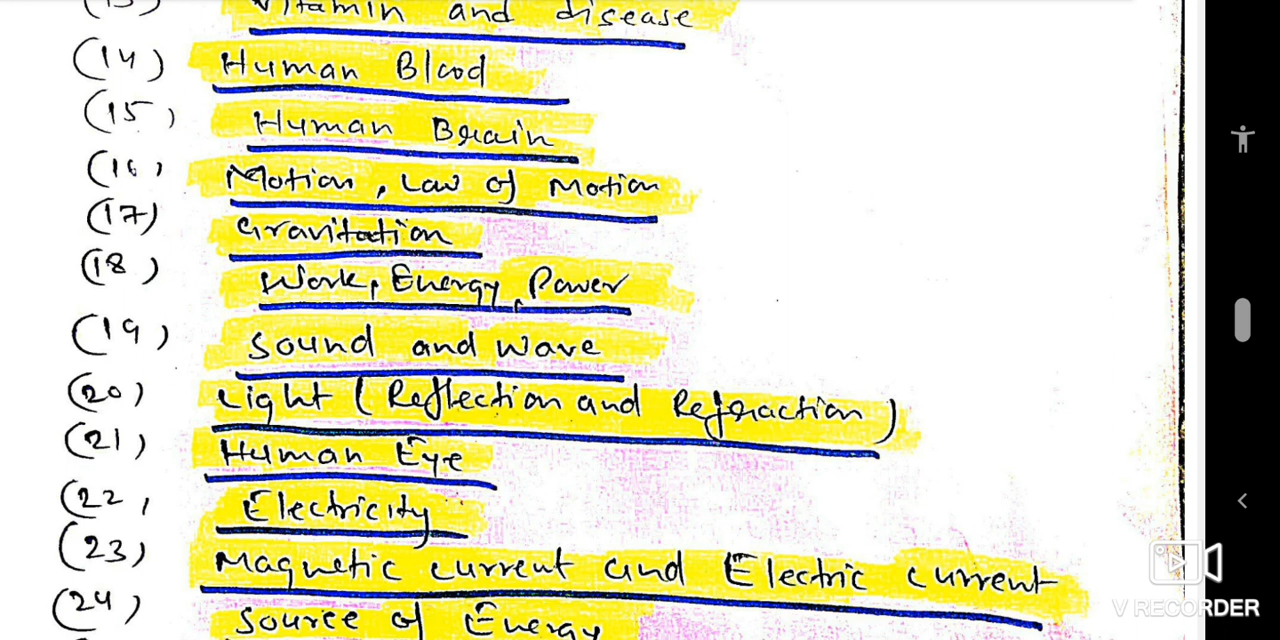 (13) Vitamin and disease
(14) Human Blood
(15) Human Brain
(16) Motion, Law of Motion
(17) Gravitation
(18) Work, Energy, Power
(19) Sound and wave
(20) Light (Reflection and Refraction)
(21) Human Eye
(22) Electricity
(23) Magnetic current and Electric current
(24) Source of Energy
V RECORDER